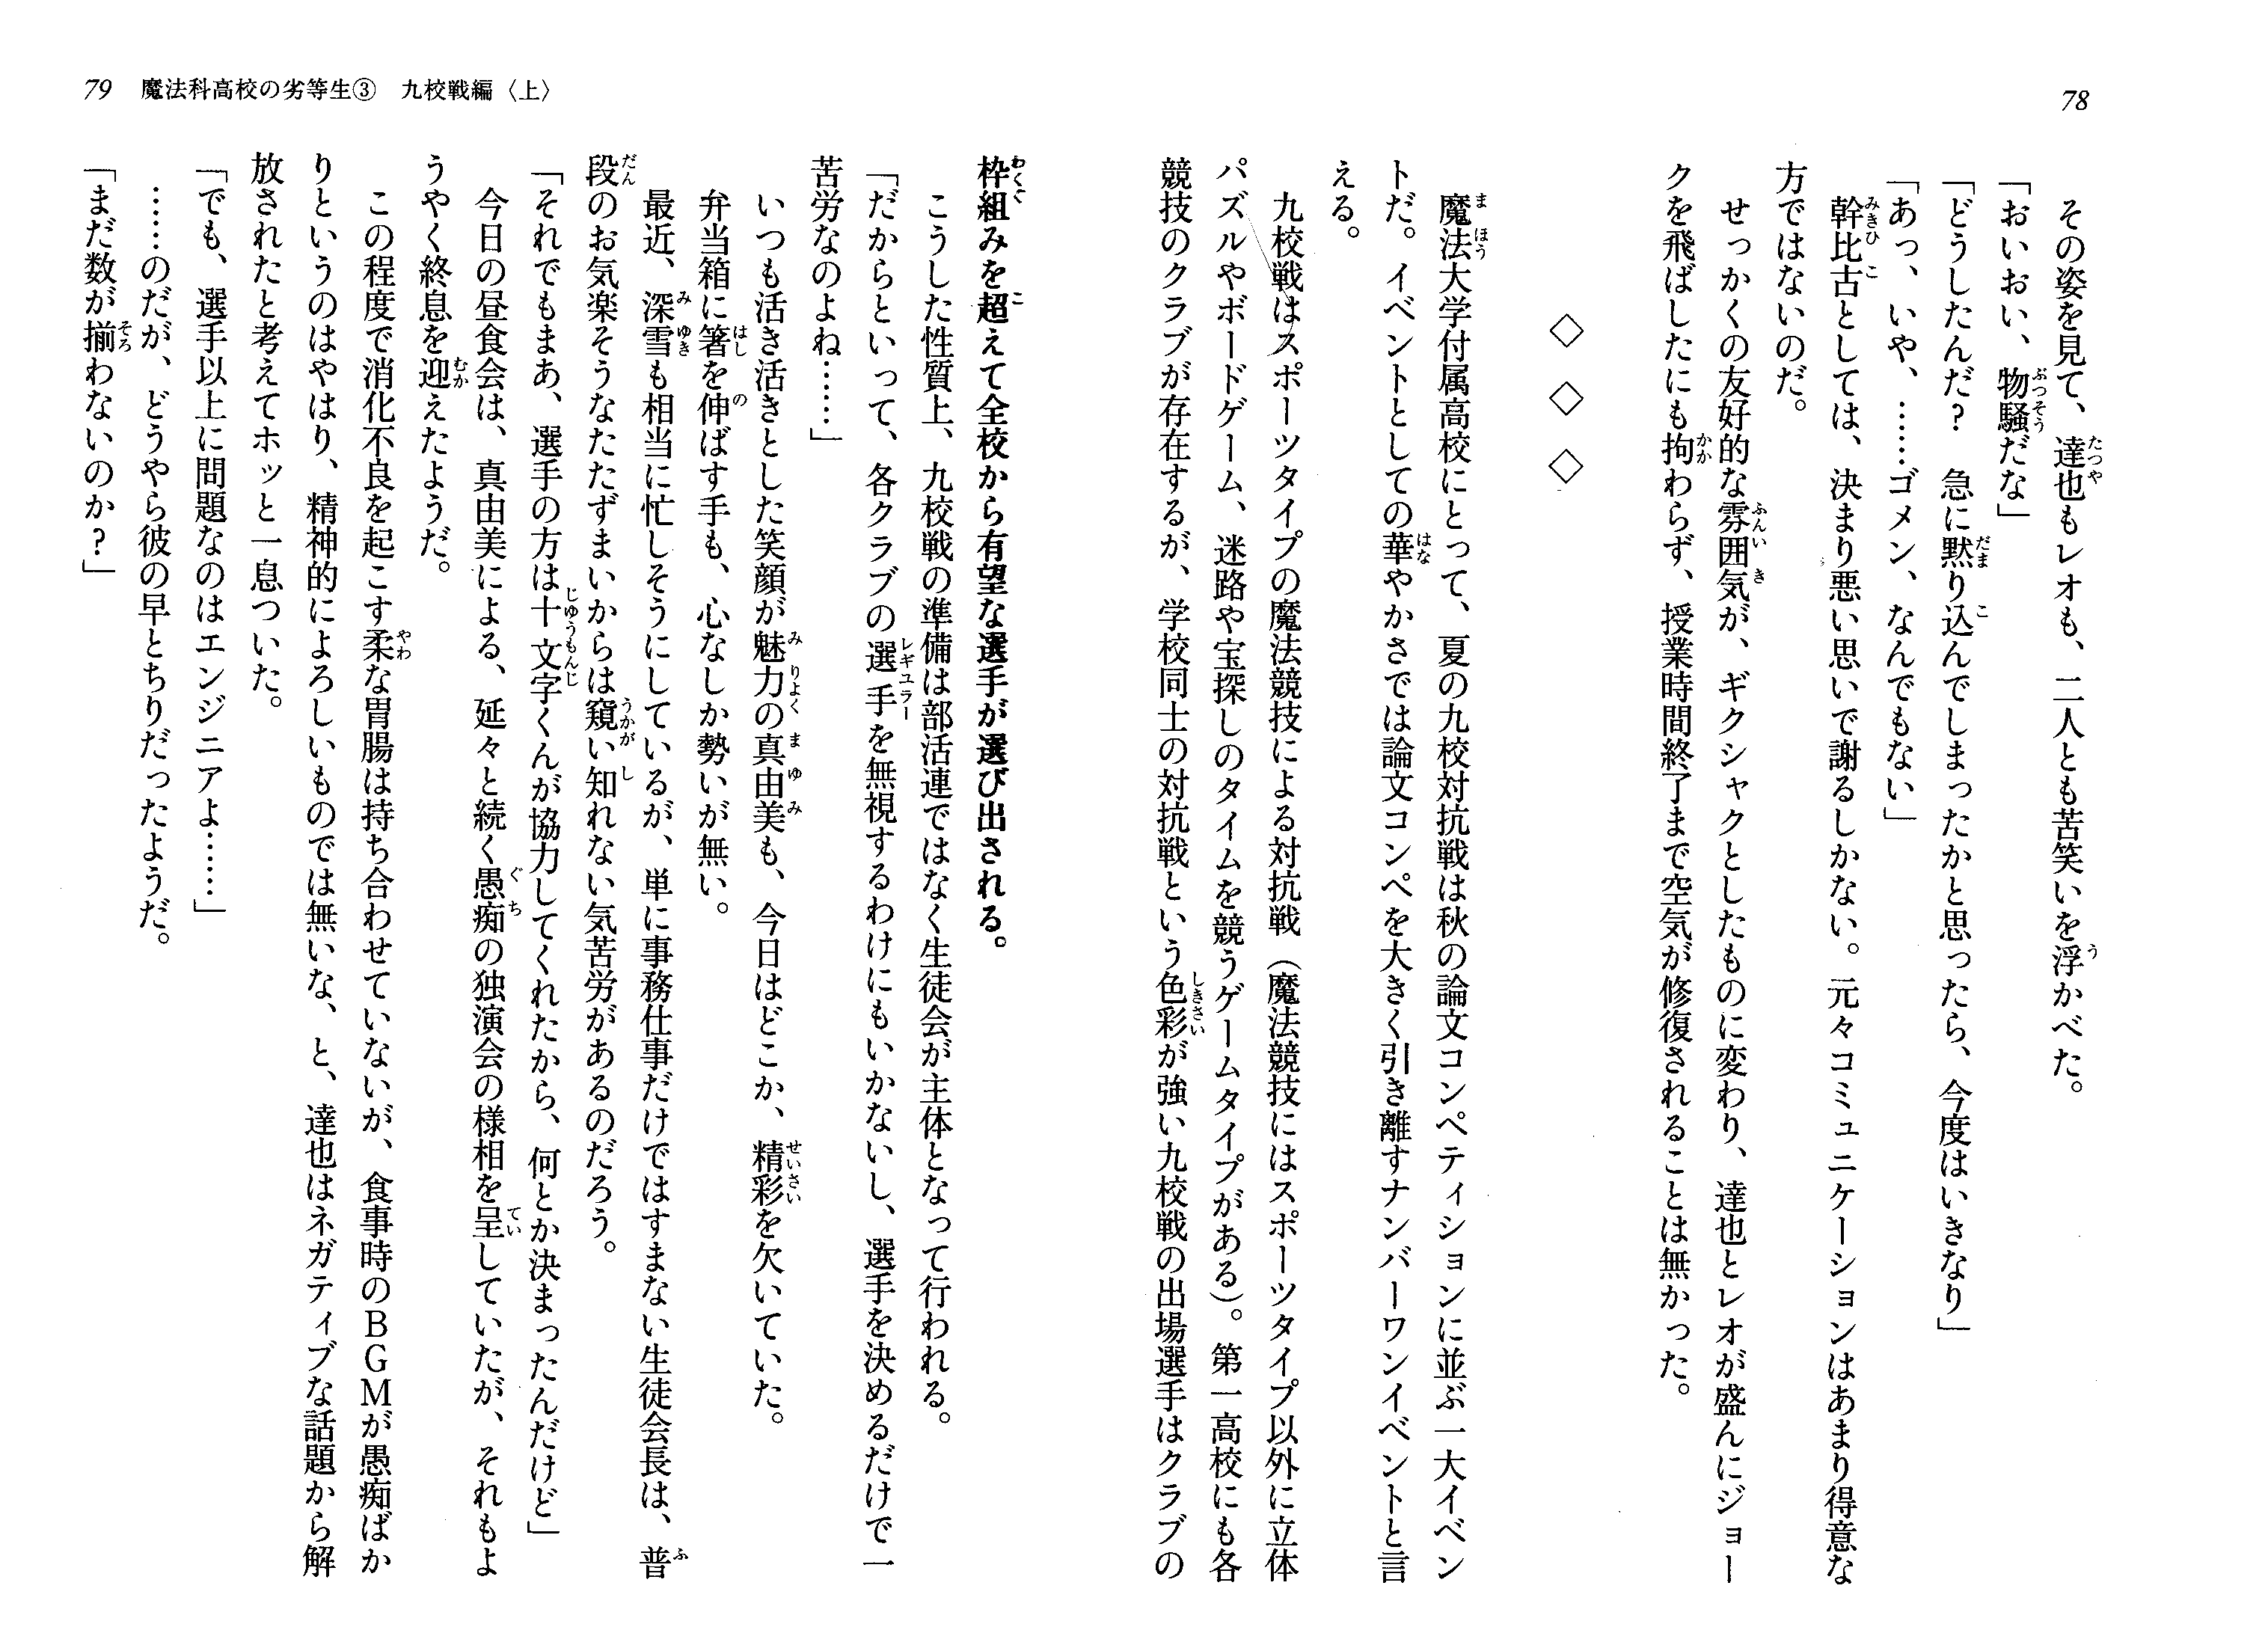 78
その姿を見て、達也もレオも、二人とも苦笑いを浮かべた。
「おいおい、物騒だな」
「どうしたんだ？　急に黙り込んでしまったかと思ったら、今度はいきなり」
「あっ、いや、……ゴメン、なんでもない」
幹比古としては、決まり悪い思いで謝るしかない。元々コミュニケーションはあまり得意な
方ではないのだ。
せっかくの友好的な雰囲気が、ギクシャクとしたものに変わり、達也とレオが盛んにジョー
クを飛ばしたにも拘わらず、授業時間終了まで空気が修復されることは無かった。
◇　◇　◇
魔法大学付属高校にとって、夏の九校対抗戦は秋の論文コンペティションに並ぶ一大イベン
トだ。イベントとしての華やかさでは論文コンペを大きく引き離すナンバーワンイベントと言
える。
九校戦はスポーツタイプの魔法競技による対抗戦（魔法競技にはスポーツタイプ以外に立体
パズルやボードゲーム、迷路や宝探しのタイムを競うゲームタイプがある）。第一高校にも各
競技のクラブが存在するが、学校同士の対抗戦という色彩が強い九校戦の出場選手はクラブの
79　魔法科高校の劣等生③　九校戦編〈上〉
枠組みを超えて全校から有望な選手が選び出される。
こうした性質上、九校戦の準備は部活連ではなく生徒会が主体となって行われる。
「だからといって、各クラブの選手を無視するわけにもいかないし、選手を決めるだけで一
苦労なのよね……」
いつも活き活きとした笑顔が魅力の真由美も、今日はどこか、精彩を欠いていた。
弁当箱に箸を伸ばす手も、心なしか勢いが無い。
最近、深雪も相当に忙しそうにしているが、単に事務仕事だけではすまない生徒会長は、普
段のお気楽そうなたたずまいからは窺い知れない気苦労があるのだろう。
「それでもまあ、選手の方は十文字くんが協力してくれたから、何とか決まったんだけど」
今日の昼食会は、真由美による、延々と続く愚痴の独演会の様相を呈していたが、それもよ
うやく終息を迎えたようだ。
この程度で消化不良を起こす柔な胃腸は持ち合わせていないが、食事時のＢＧＭが愚痴ばか
りというのはやはり、精神的によろしいものでは無いな、と、達也はネガティブな話題から解
放されたと考えてホッと一息ついた。
「でも、選手以上に問題なのはエンジニアよ……」
……のだが、どうやら彼の早とちりだったようだ。
「まだ数が揃わないのか？」